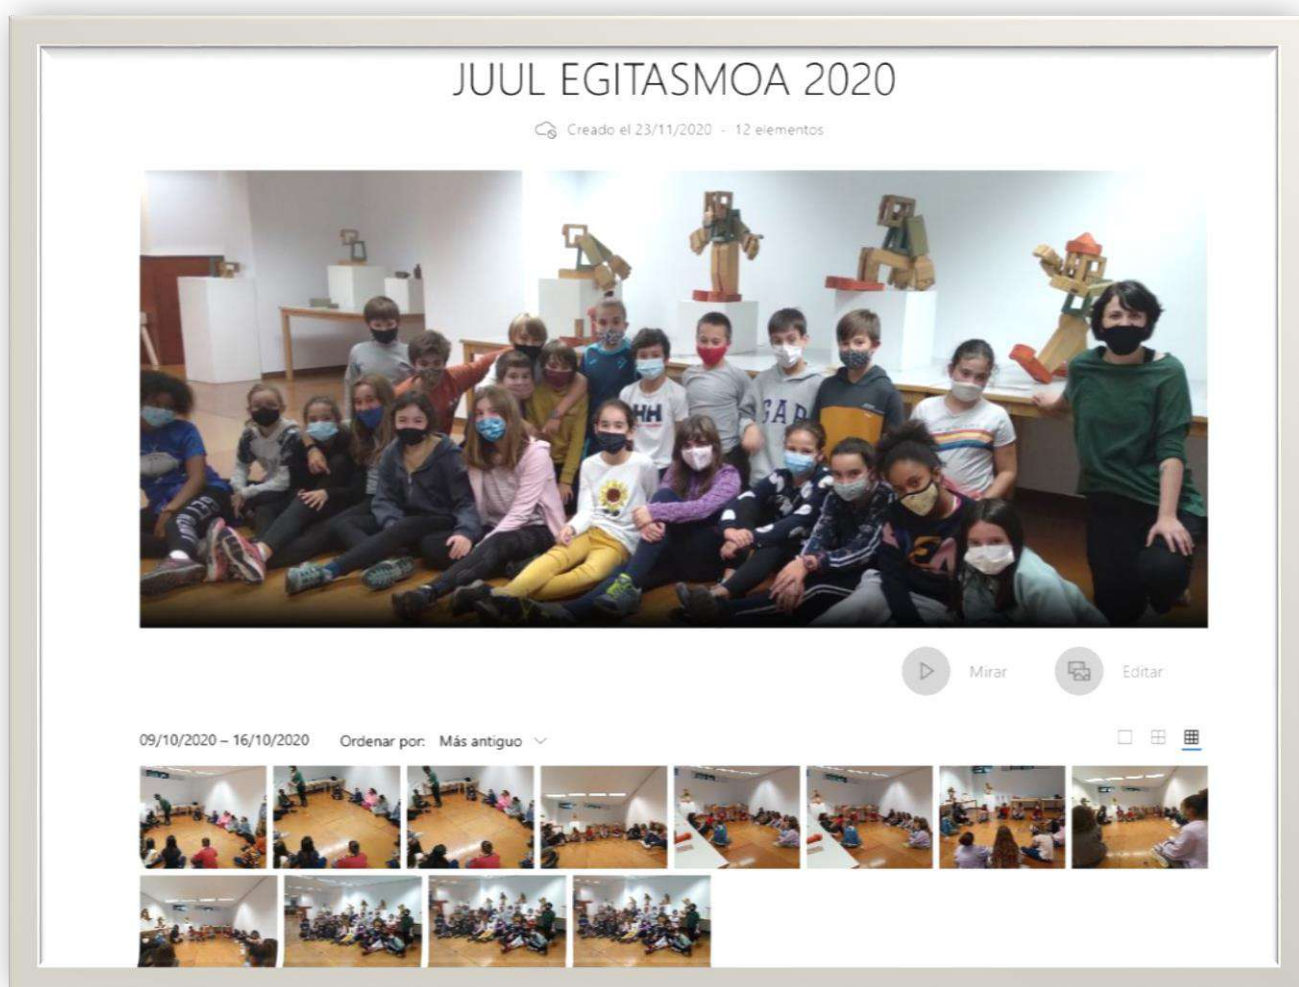 JUUL EGITASMOA 2020
Creado el 23/11/2020 - 12 elementos
HH
GAP
Mirar
Editar
09/10/2020 – 16/10/2020 Ordenar por: Más antiguo